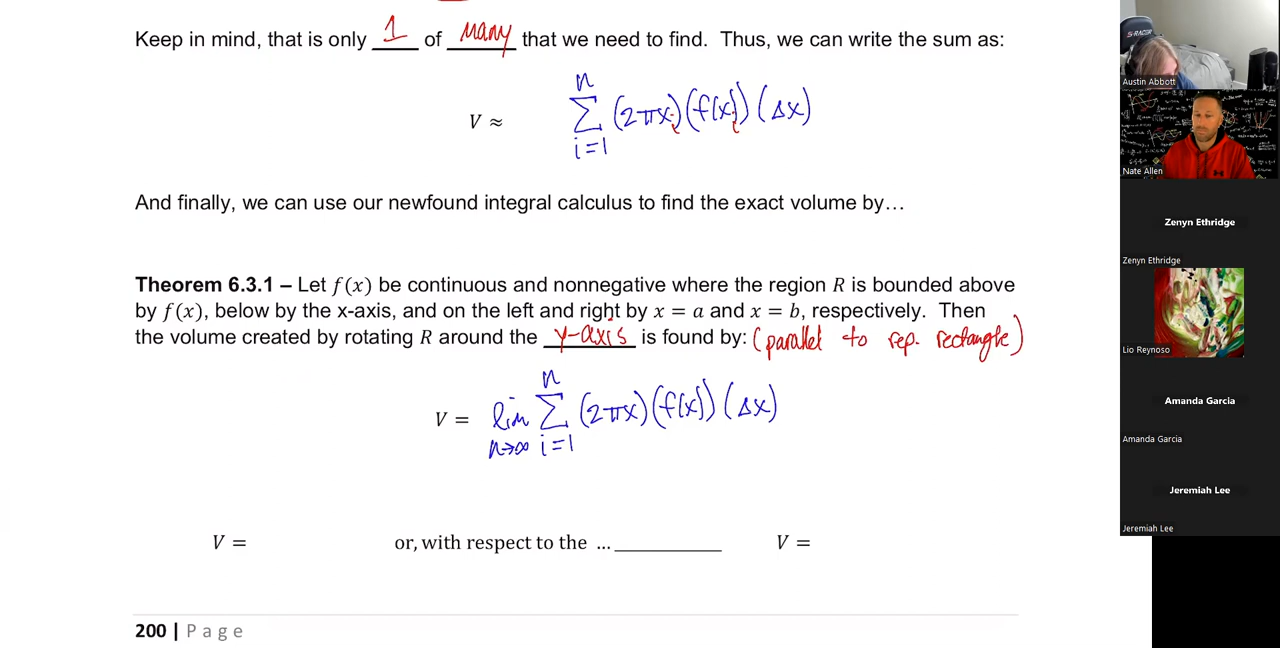 Keep in mind, that is only 1 of many that we need to find. Thus, we can write the sum as:
V ≈ n Σ i=1 (2πxᵢ)(f(xᵢ))(Δx)
And finally, we can use our newfound integral calculus to find the exact volume by…
Theorem 6.3.1 – Let f(x) be continuous and nonnegative where the region R is bounded above
by f(x), below by the x-axis, and on the left and right by x = a and x = b, respectively. Then
the volume created by rotating R around the y-axis is found by: (parallel to rep. rectangle)
V = lim n→∞ n Σ i=1 (2πx)(f(x))(Δx)
V = or, with respect to the … ________ V =
200 | Page
Austin Abbott
Nate Allen
Zenyn Ethridge
Zenyn Ethridge
Lio Reynoso
Amanda Garcia
Amanda Garcia
Jeremiah Lee
Jeremiah Lee